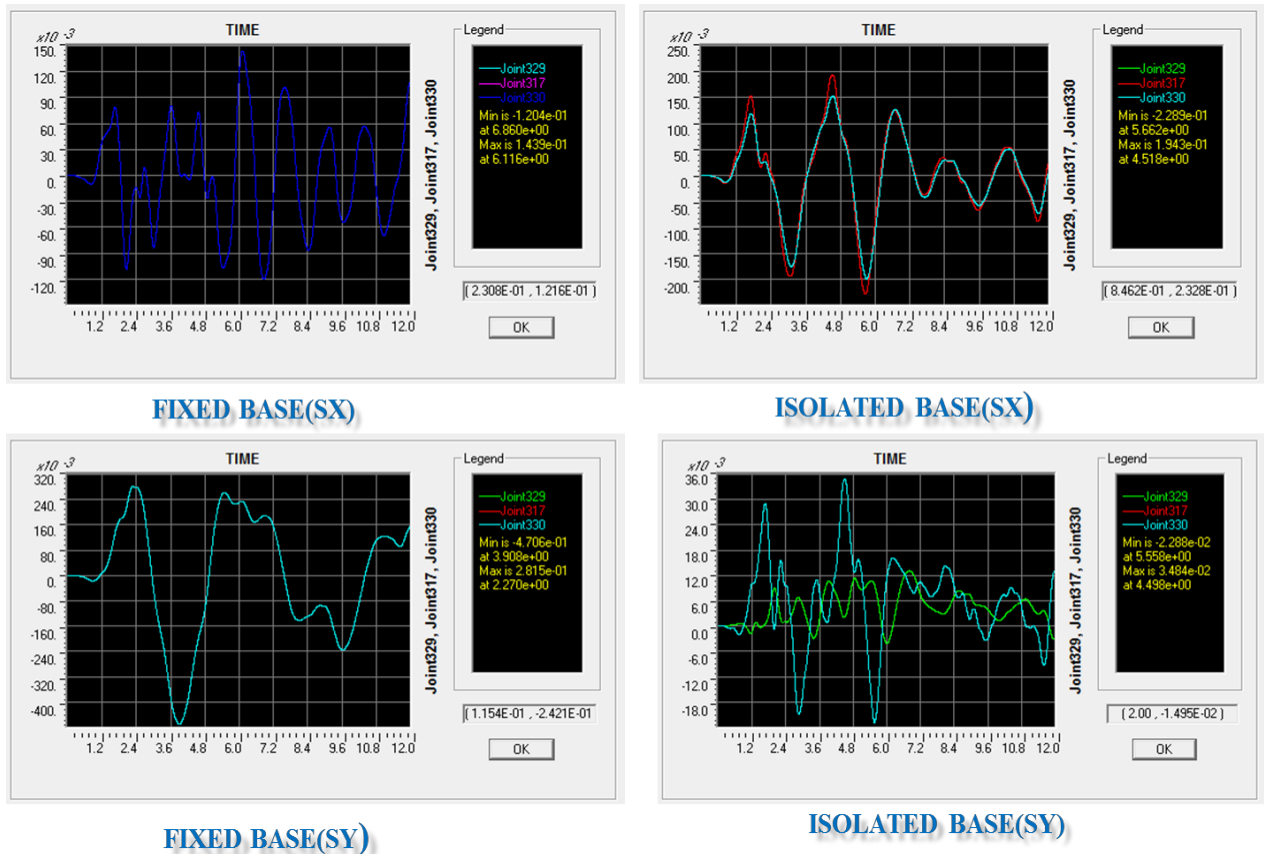 TIME
Legend
x10 -3
150.
120.
90.
60.
30.
0.
-30.
-60.
-90.
-120.
1.2 2.4 3.6 4.8 6.0 7.2 8.4 9.6 10.8 12.0
Joint329, Joint317, Joint330
Joint329
Joint317
Joint330
Min is -1.204e-01
at 6.860e+00
Max is 1.439e-01
at 6.116e+00
( 2.308E-01 , 1.216E-01 )
OK
FIXED BASE(SX)
TIME
Legend
x10 -3
250.
200.
150.
100.
50.
0.
-50.
-100.
-150.
-200.
1.2 2.4 3.6 4.8 6.0 7.2 8.4 9.6 10.8 12.0
Joint329, Joint317, Joint330
Joint329
Joint317
Joint330
Min is -2.289e-01
at 5.662e+00
Max is 1.943e-01
at 4.518e+00
( 8.462E-01 , 2.328E-01 )
OK
ISOLATED BASE(SX)
TIME
Legend
x10 -3
320.
240.
160.
80.
0.
-80.
-160.
-240.
-320.
-400.
1.2 2.4 3.6 4.8 6.0 7.2 8.4 9.6 10.8 12.0
Joint329, Joint317, Joint330
Joint329
Joint317
Joint330
Min is -4.706e-01
at 3.908e+00
Max is 2.815e-01
at 2.270e+00
( 1.154E-01 , -2.421E-01
OK
FIXED BASE(SY)
TIME
Legend
x10 -3
36.0
30.0
24.0
18.0
12.0
6.0
0.0
-6.0
-12.0
-18.0
1.2 2.4 3.6 4.8 6.0 7.2 8.4 9.6 10.8 12.0
Joint329, Joint317, Joint330
Joint329
Joint317
Joint330
Min is -2.288e-02
at 5.558e+00
Max is 3.484e-02
at 4.498e+00
( 2.00 , -1.495E-02 )
OK
ISOLATED BASE(SY)